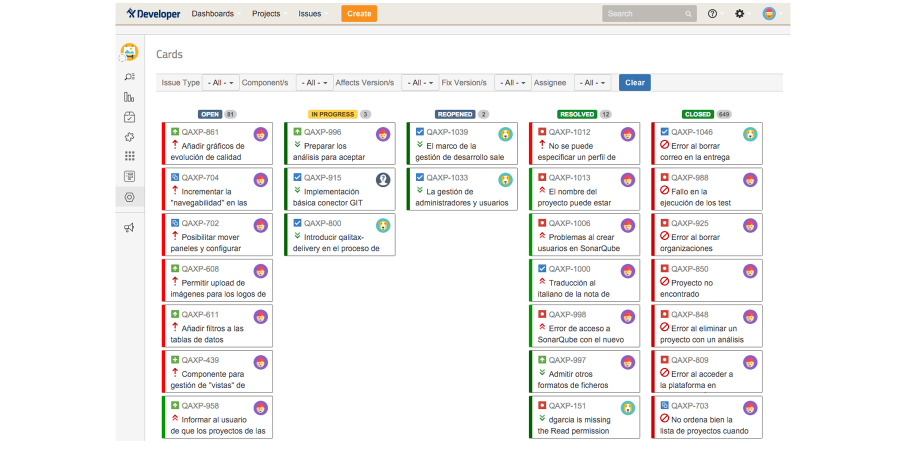 Developer Dashboards Projects Issues Create Search
Cards
Issue Type - All - Component/s - All - Affects Version/s - All - Fix Version/s - All - Assignee - All - Clear
OPEN 81
QAXP-861
Añadir gráficos de
evolución de calidad
QAXP-704
Incrementar la
"navegabilidad" en las
QAXP-702
Posibilitar mover
paneles y configurar
QAXP-608
Permitir upload de
imágenes para los logos de
QAXP-611
Añadir filtros a las
tablas de datos
QAXP-439
Componente para
gestión de "vistas" de
QAXP-958
Informar al usuario
de que los proyectos de las
IN PROGRESS 3
QAXP-996
Preparar los
análisis para aceptar
QAXP-915
Implementación
básica conector GIT
QAXP-800
Introducir qalitax-
delivery en el proceso de
REOPENED 2
QAXP-1039
El marco de la
gestión de desarrollo sale
QAXP-1033
La gestión de
administradores y usuarios
RESOLVED 12
QAXP-1012
No se puede
especificar un perfil de
QAXP-1013
El nombre del
proyecto puede estar
QAXP-1006
Problemas al crear
usuarios en SonarQube
QAXP-1000
Traducción al
italiano de la nota de
QAXP-998
Error de acceso a
SonarQube con el nuevo
QAXP-997
Admitir otros
formatos de ficheros
QAXP-151
dgarcia is missing
the Read permission
CLOSED 649
QAXP-1046
Error al borrar
correo en la entrega
QAXP-988
Fallo en la
ejecución de los test
QAXP-925
Error al borrar
organizaciones
QAXP-850
Proyecto no
encontrado
QAXP-848
Error al eliminar un
proyecto con un análisis
QAXP-809
Error al acceder a
la plataforma en
QAXP-703
No ordena bien la
lista de proyectos cuando